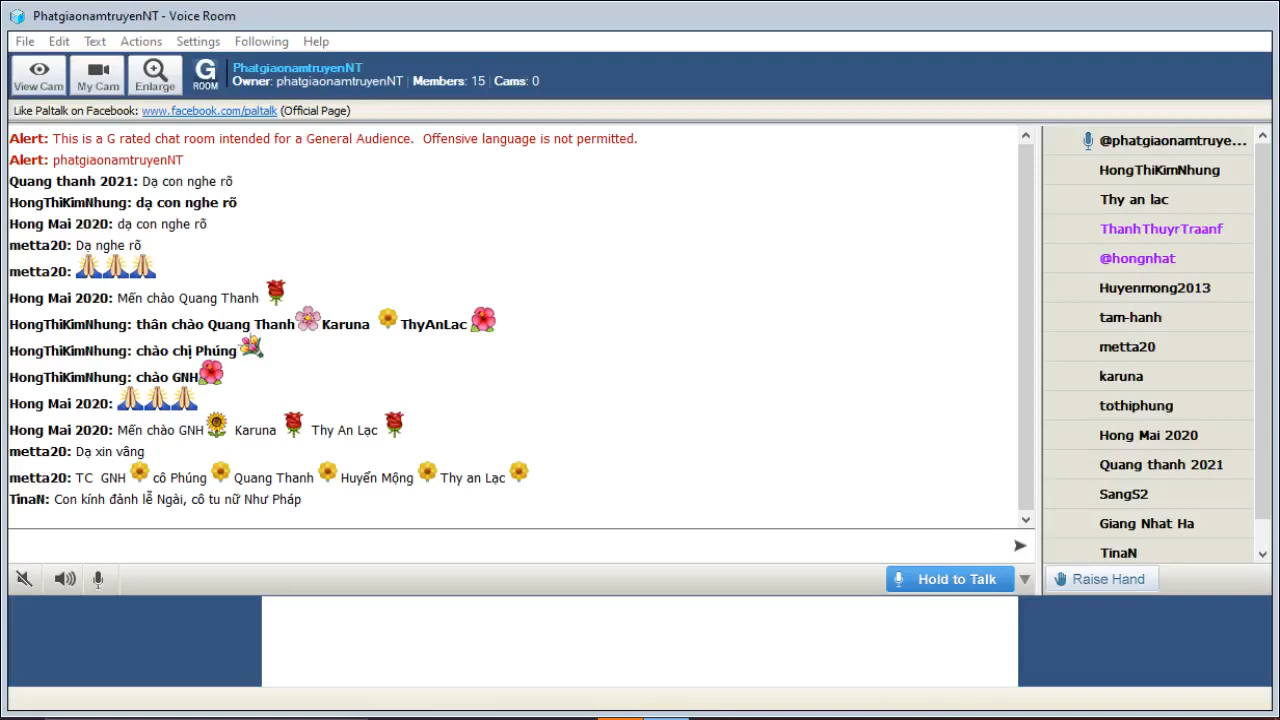 PhatgiaonamtruyenNT - Voice Room
File Edit Text Actions Settings Following Help
View Cam My Cam Enlarge G ROOM
PhatgiaonamtruyenNT
Owner: phatgiaonamtruyenNT | Members: 15 | Cams: 0
Like Paltalk on Facebook: www.facebook.com/paltalk (Official Page)
Alert: This is a G rated chat room intended for a General Audience. Offensive language is not permitted.
Alert: phatgiaonamtruyenNT
Quang thanh 2021: Dạ con nghe rõ
HongThiKimNhung: dạ con nghe rõ
Hong Mai 2020: dạ con nghe rõ
metta20: Dạ nghe rõ
metta20:
Hong Mai 2020: Mến chào Quang Thanh
HongThiKimNhung: thân chào Quang Thanh Karuna ThyAnLac
HongThiKimNhung: chào chị Phúng
HongThiKimNhung: chào GNH
Hong Mai 2020:
Hong Mai 2020: Mến chào GNH Karuna Thy An Lạc
metta20: Dạ xin vâng
metta20: TC GNH cô Phúng Quang Thanh Huyển Mộng Thy an Lạc
TinaN: Con kính đảnh lễ Ngài, cô tu nữ Như Pháp
Hold to Talk
@phatgiaonamtruye...
HongThiKimNhung
Thy an lac
ThanhThuyrTraanf
@hongnhat
Huyenmong2013
tam-hanh
metta20
karuna
tothiphung
Hong Mai 2020
Quang thanh 2021
SangS2
Giang Nhat Ha
TinaN
Raise Hand